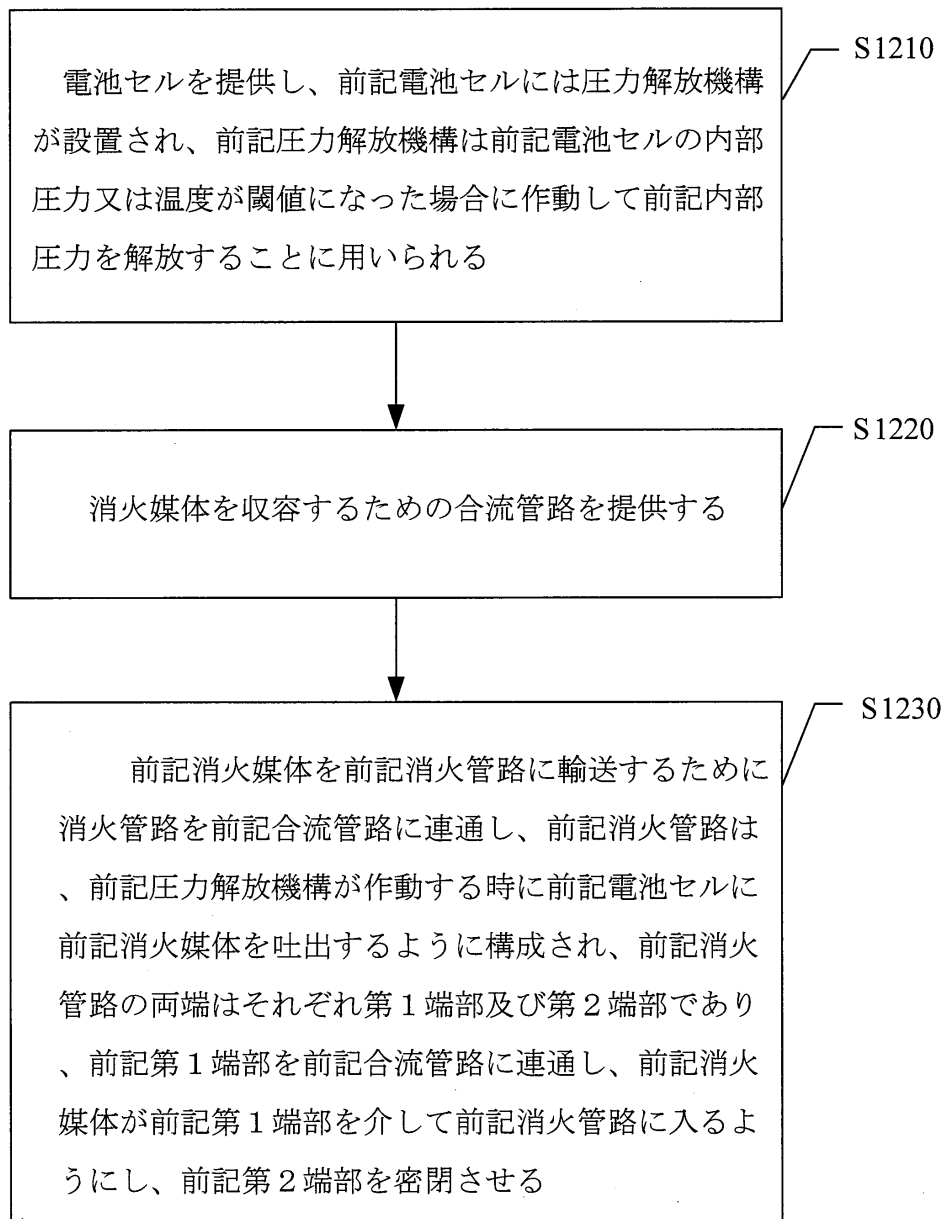 S1210
電池セルを提供し、前記電池セルには圧力解放機構
が設置され、前記圧力解放機構は前記電池セルの内部
圧力又は温度が閾値になった場合に作動して前記内部
圧力を解放することに用いられる
S1220
消火媒体を収容するための合流管路を提供する
S1230
前記消火媒体を前記消火管路に輸送するために
消火管路を前記合流管路に連通し、前記消火管路は
、前記圧力解放機構が作動する時に前記電池セルに
前記消火媒体を吐出するように構成され、前記消火
管路の両端はそれぞれ第1端部及び第2端部であり
、前記第1端部を前記合流管路に連通し、前記消火
媒体が前記第1端部を介して前記消火管路に入るよ
うにし、前記第2端部を密閉させる